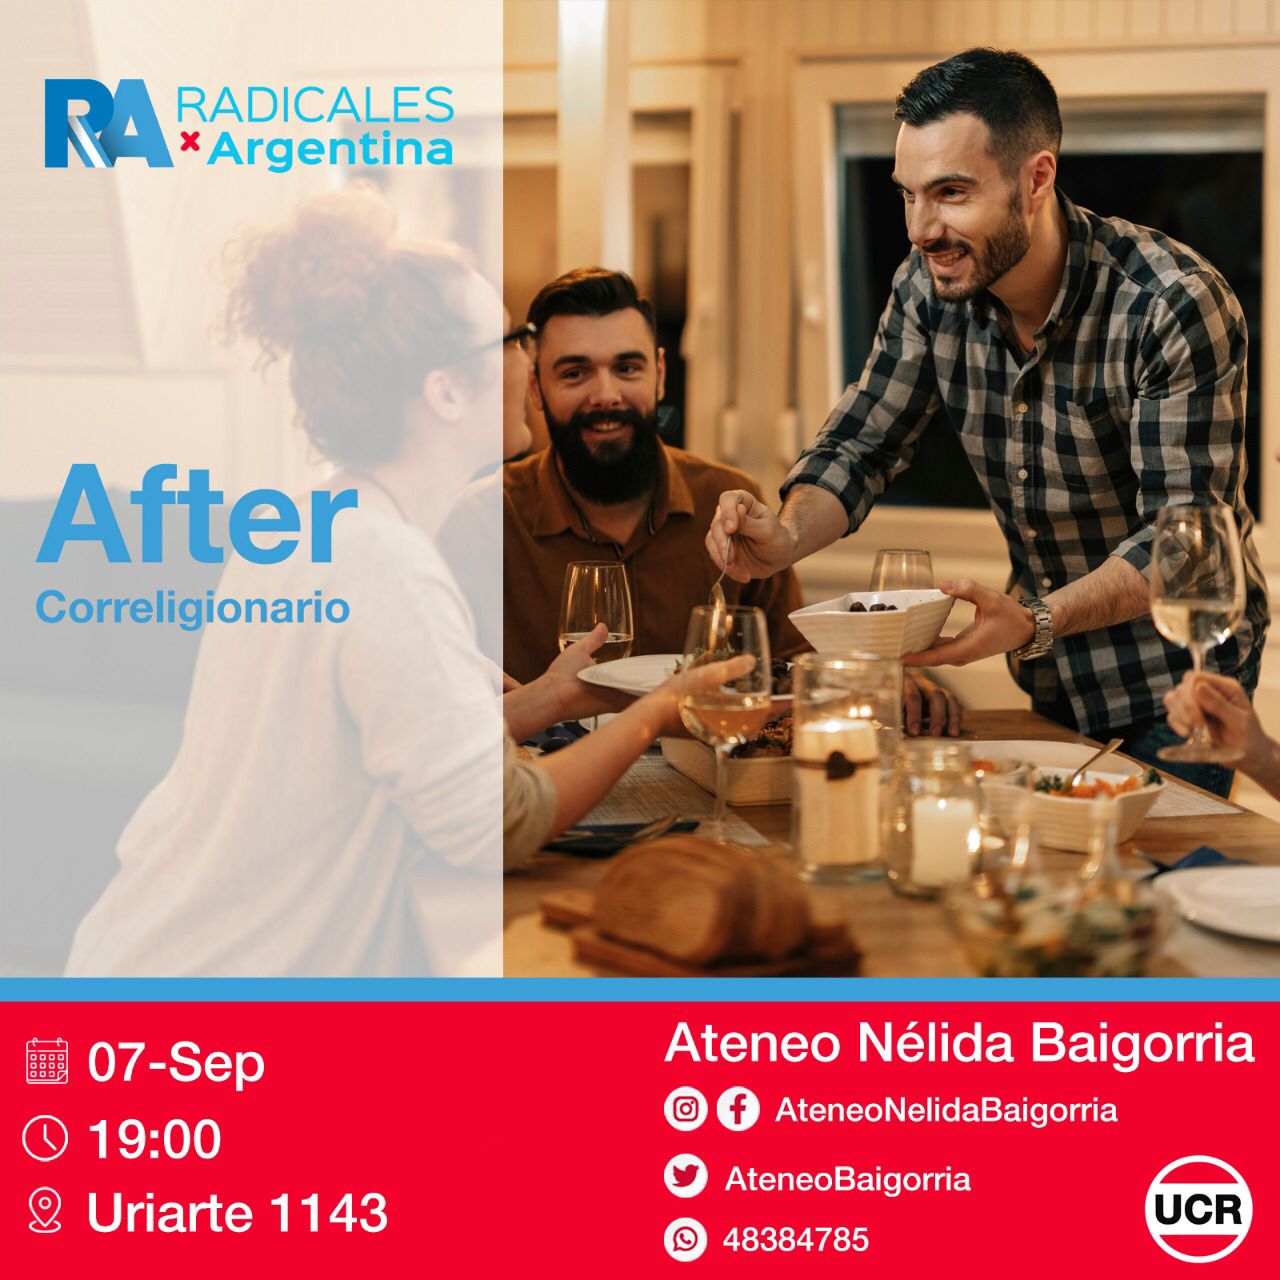 RA RADICALES
x Argentina
After
Correligionario
07-Sep
19:00
Uriarte 1143
Ateneo Nélida Baigorria
AteneoNelidaBaigorria
AteneoBaigorria
48384785
UCR